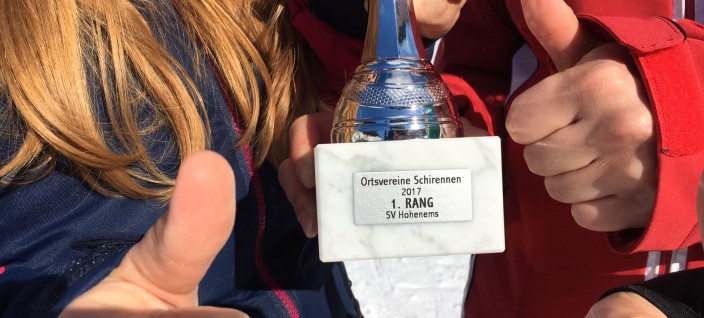 Ortsvereine Schirennen
2017
1. RANG
SV Hohenems